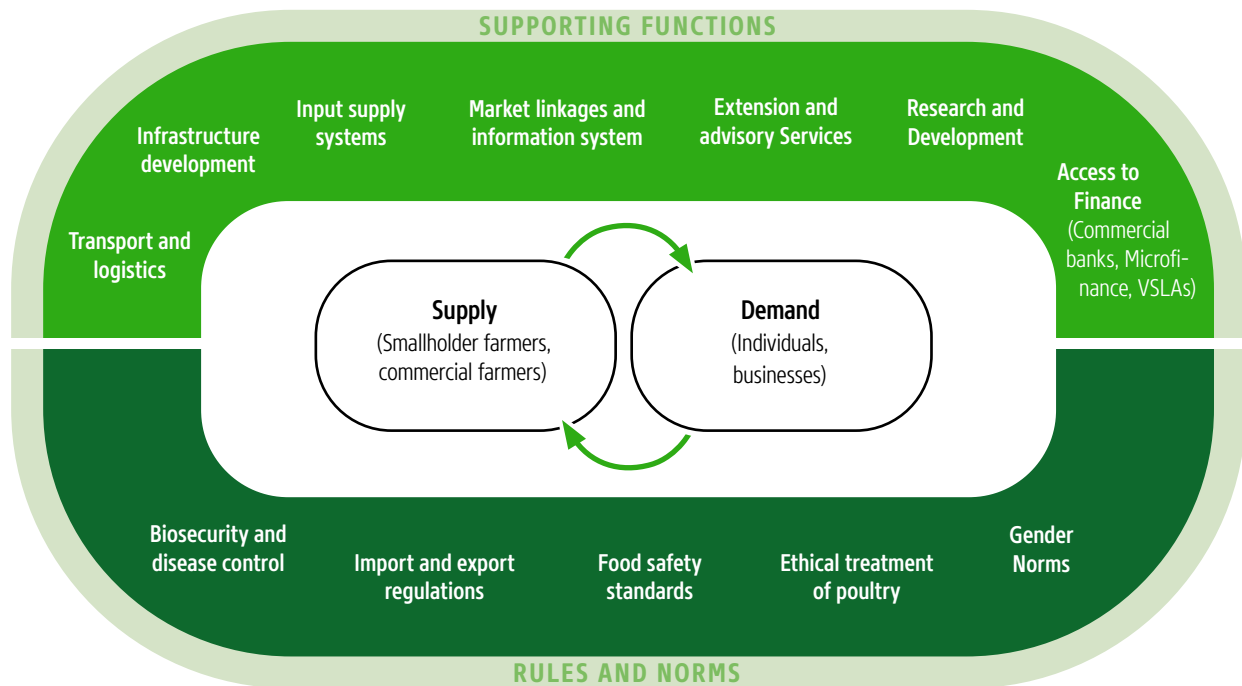 SUPPORTING FUNCTIONS
Transport and
logistics
Infrastructure
development
Input supply
systems
Market linkages and
information system
Extension and
advisory Services
Research and
Development
Access to
Finance
(Commercial
banks, Microfi-
nance, VSLAs)
Supply
(Smallholder farmers,
commercial farmers)
Demand
(Individuals,
businesses)
Biosecurity and
disease control
Import and export
regulations
Food safety
standards
Ethical treatment
of poultry
Gender
Norms
RULES AND NORMS